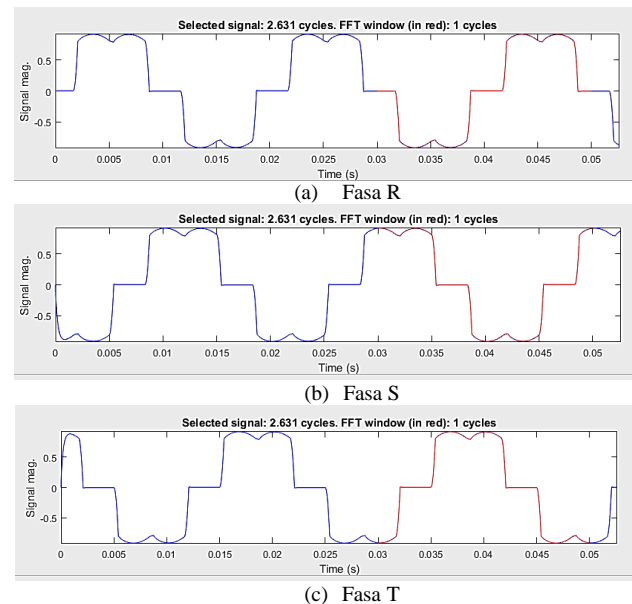 Selected signal: 2.631 cycles. FFT window (in red): 1 cycles
Signal mag.
0.5
0
-0.5
0 0.005 0.01 0.015 0.02 0.025 0.03 0.035 0.04 0.045 0.05
Time (s)
(a) Fasa R
Selected signal: 2.631 cycles. FFT window (in red): 1 cycles
Signal mag.
0.5
0
-0.5
0 0.005 0.01 0.015 0.02 0.025 0.03 0.035 0.04 0.045 0.05
Time (s)
(b) Fasa S
Selected signal: 2.631 cycles. FFT window (in red): 1 cycles
Signal mag.
0.5
0
-0.5
0 0.005 0.01 0.015 0.02 0.025 0.03 0.035 0.04 0.045 0.05
Time (s)
(c) Fasa T